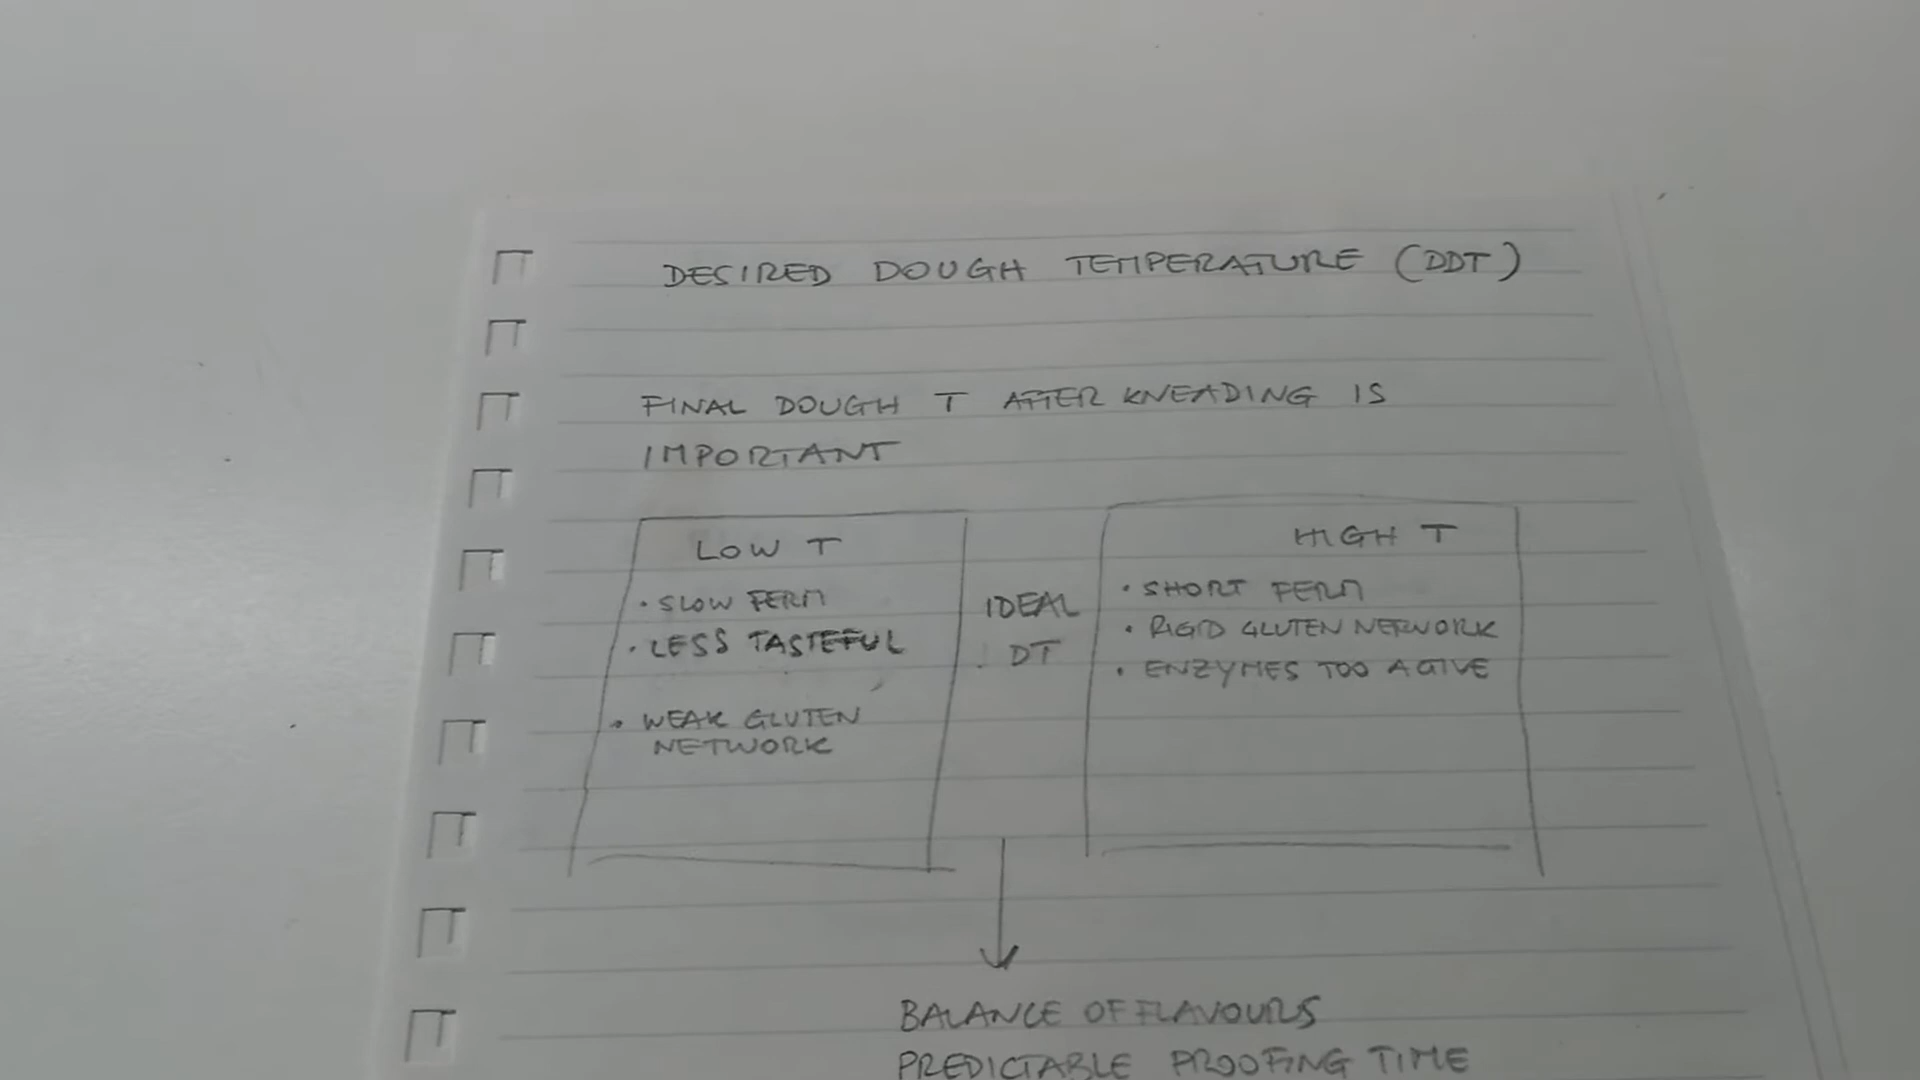 DESIRED DOUGH TEMPERATURE (DDT)
FINAL DOUGH T AFTER KNEADING IS
IMPORTANT
LOW T
• SLOW FERM
• LESS TASTEFUL
• WEAK GLUTEN
NETWORK
IDEAL
DT
HIGH T
• SHORT FERM
• RIGID GLUTEN NETWORK
• ENZYMES TOO ACTIVE
BALANCE OF FLAVOURS
PREDICTABLE PROOFING TIME